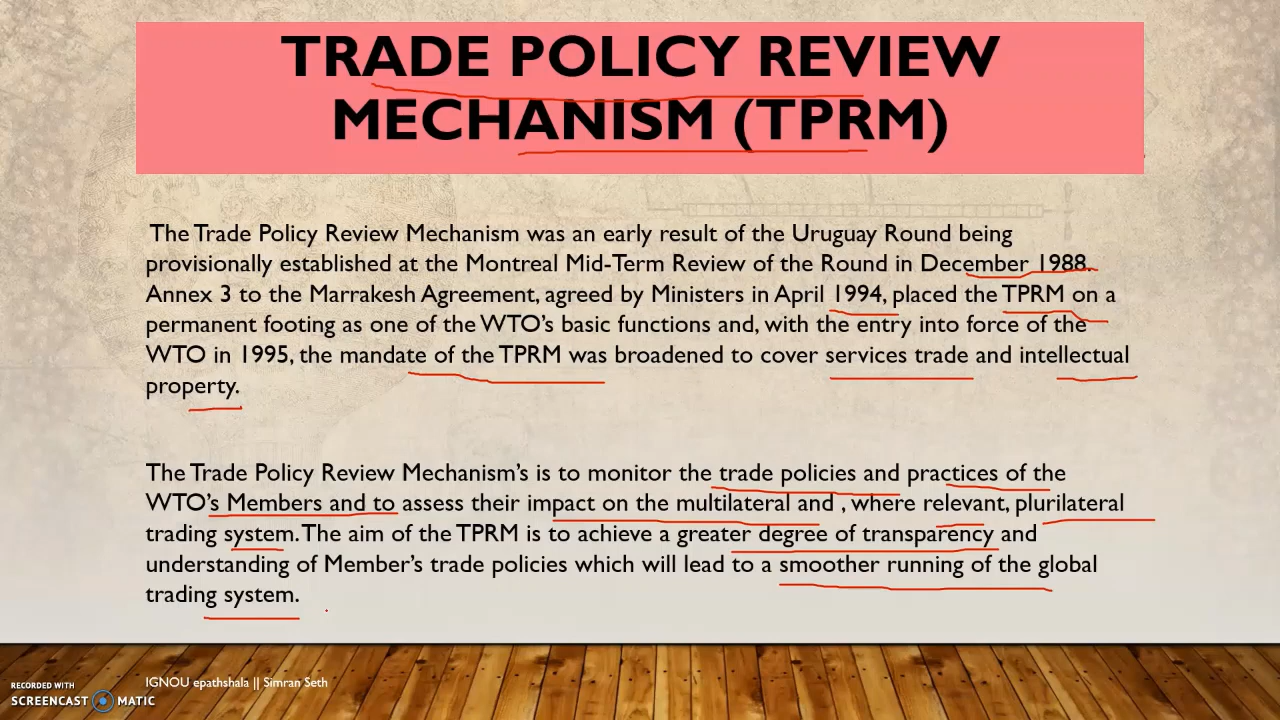 TRADE POLICY REVIEW
MECHANISM (TPRM)
The Trade Policy Review Mechanism was an early result of the Uruguay Round being
provisionally established at the Montreal Mid-Term Review of the Round in December 1988.
Annex 3 to the Marrakesh Agreement, agreed by Ministers in April 1994, placed the TPRM on a
permanent footing as one of the WTO's basic functions and, with the entry into force of the
WTO in 1995, the mandate of the TPRM was broadened to cover services trade and intellectual
property.
The Trade Policy Review Mechanism's is to monitor the trade policies and practices of the
WTO's Members and to assess their impact on the multilateral and , where relevant, plurilateral
trading system. The aim of the TPRM is to achieve a greater degree of transparency and
understanding of Member's trade policies which will lead to a smoother running of the global
trading system.
IGNOU epathshala || Simran Seth
RECORDED WITH
SCREENCAST MATIC